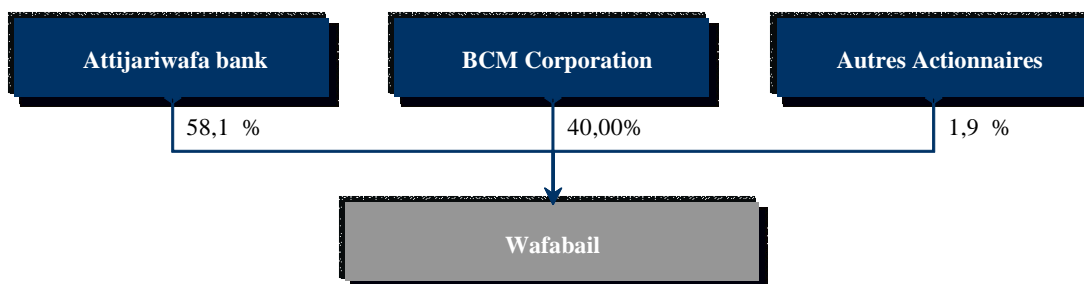 Attijariwafa bank
BCM Corporation
Autres Actionnaires
58,1 %
40,00%
1,9 %
Wafabail